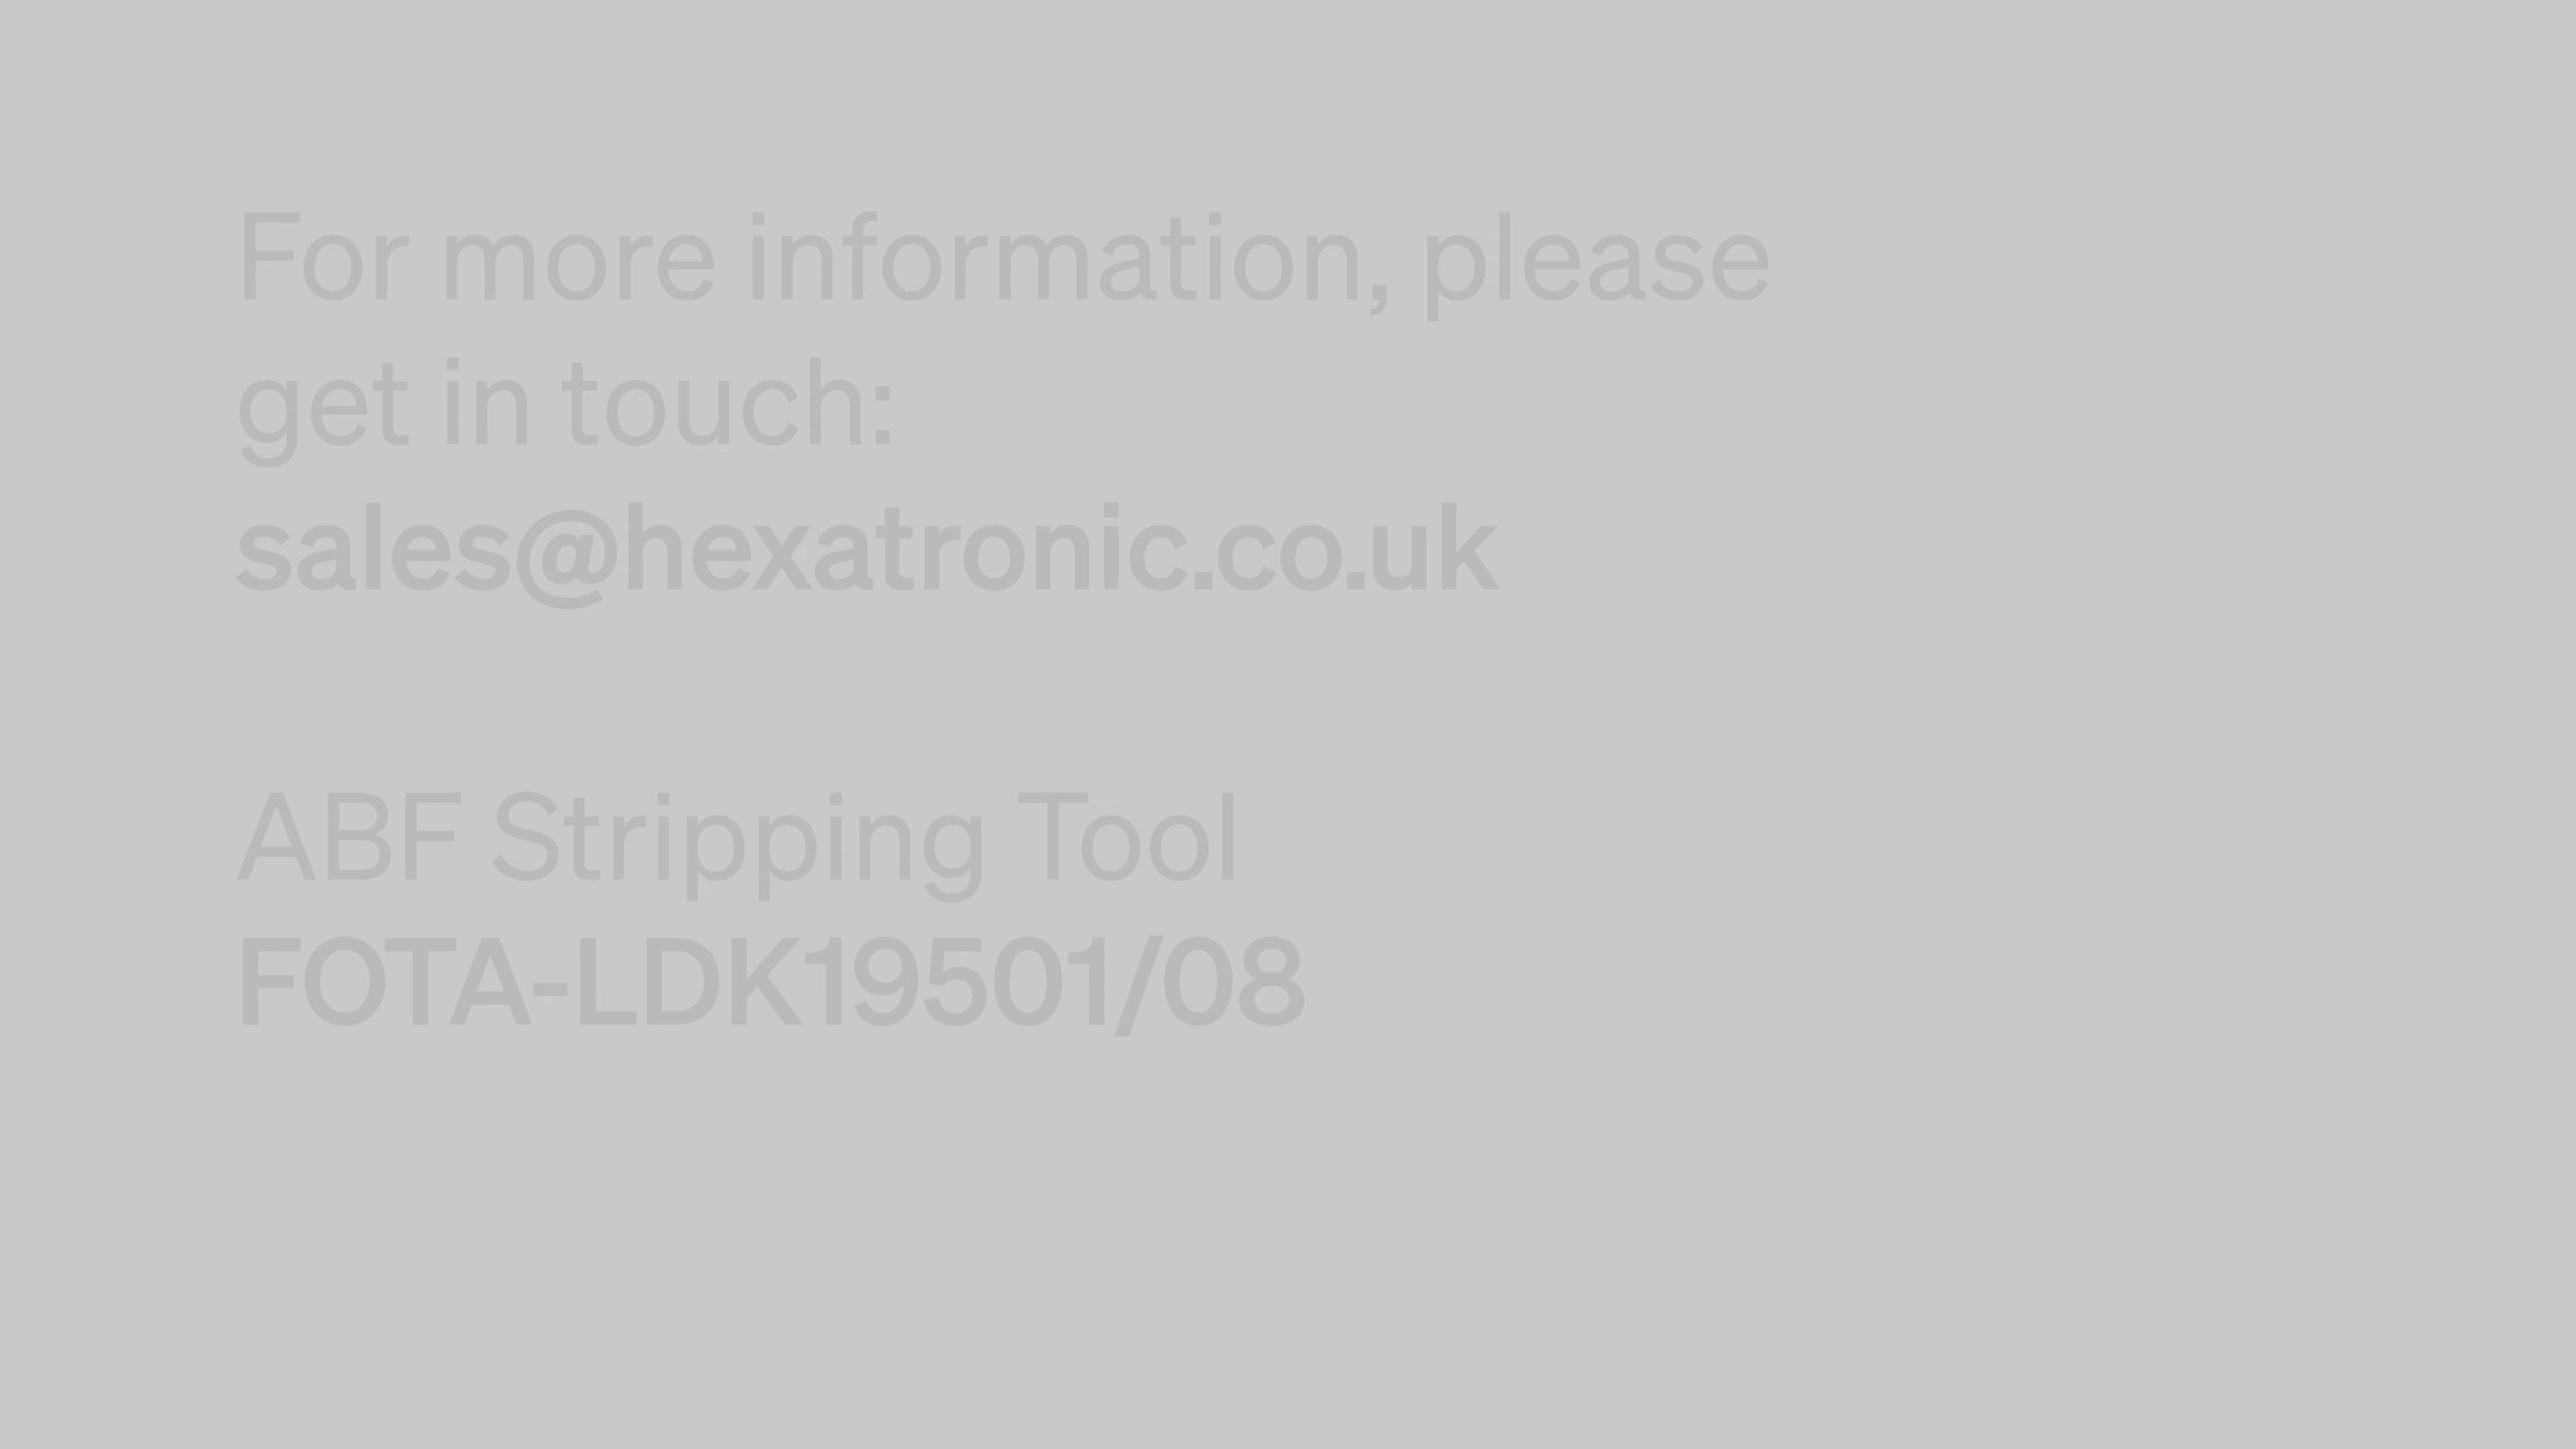 For more information, please
get in touch:
sales@hexatronic.co.uk
ABF Stripping Tool
FOTA-LDK19501/08